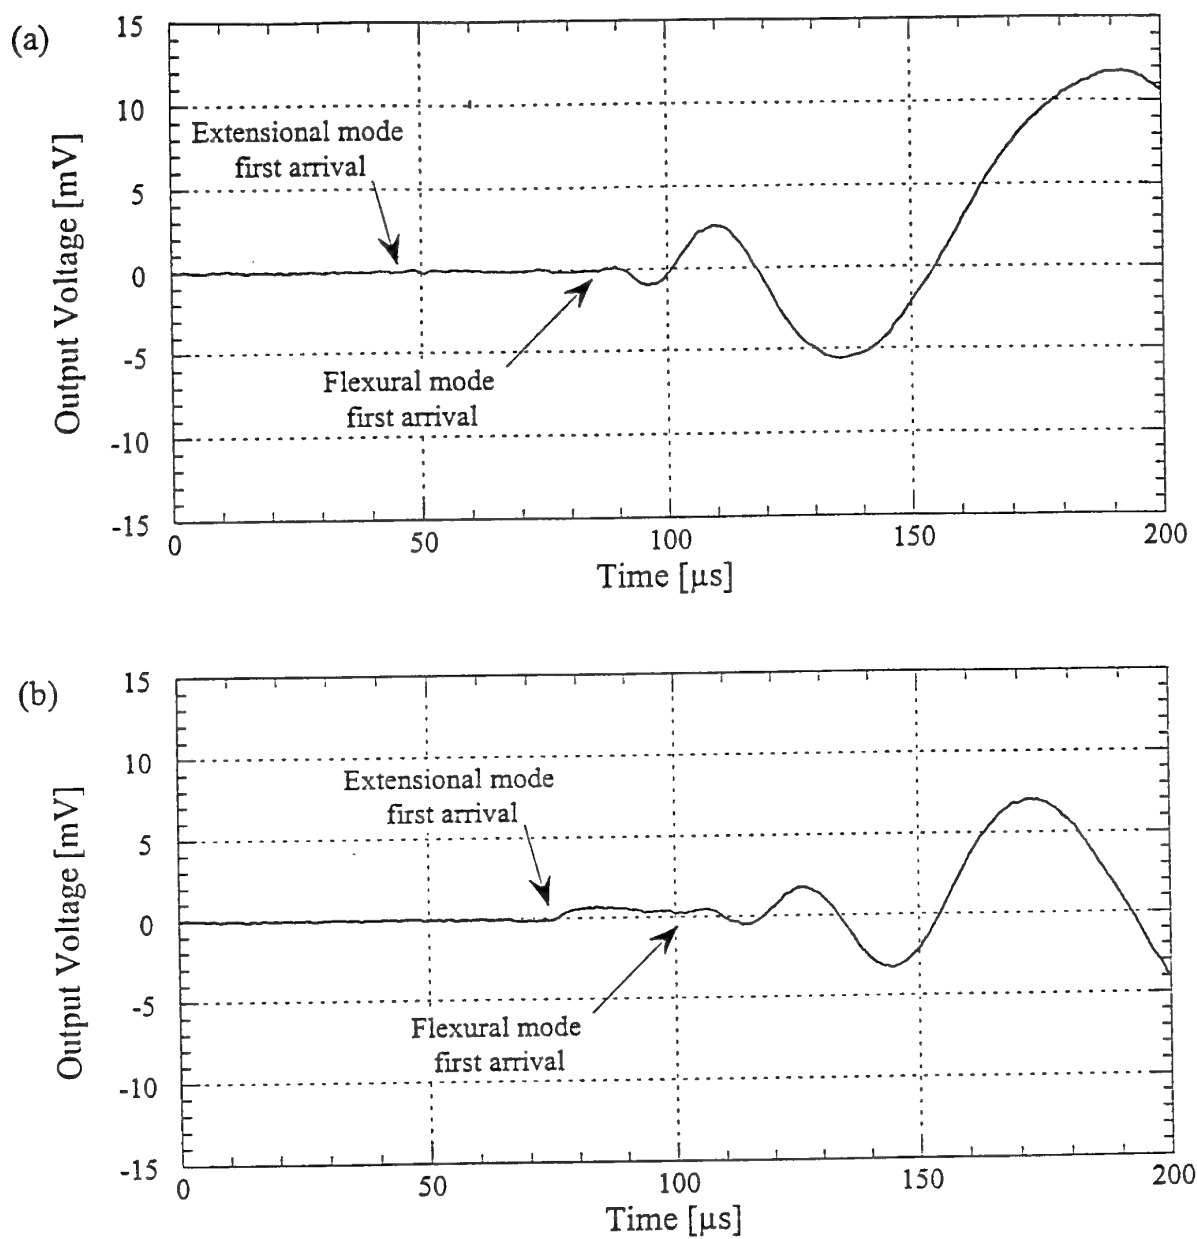 (a)
15
10
5
0
-5
-10
-15
Output Voltage [mV]
Extensional mode
first arrival
Flexural mode
first arrival
0 50 100 150 200
Time [μs]
(b)
15
10
5
0
-5
-10
-15
Output Voltage [mV]
Extensional mode
first arrival
Flexural mode
first arrival
0 50 100 150 200
Time [μs]